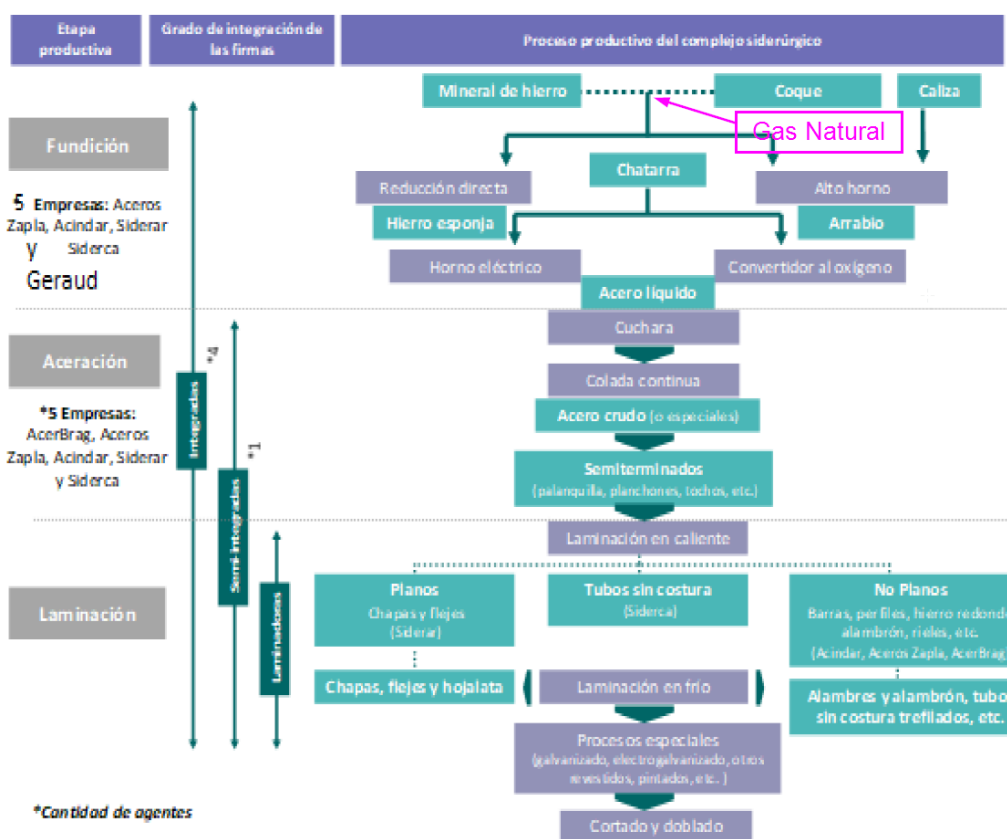 Etapa
productiva
Grado de integración de
las firmas
Proceso productivo del complejo siderúrgico
Mineral de hierro
Coque
Caliza
Gas Natural
Fundición
Chatarra
Reducción directa
Alto horno
5 Empresas: Aceros
Zapla, Acindar, Siderar
y Siderca
Geraud
Hierro esponja
Arrabio
Horno eléctrico
Convertidor al oxígeno
Acero líquido
Cuchara
Aceración
*4
Colada continua
*5 Empresas:
AcerBrag, Aceros
Zapla, Acindar, Siderar
y Siderca
Integradas
*1
Acero crudo (o especiales)
Semiterminados
(palanquilla, planchones, tochos, etc.)
Semi-integradas
Laminación en caliente
Laminación
Laminadoras
Planos
Chapas y flejes
(Siderar)
Tubos sin costura
(Siderca)
No Planos
Barras, perfiles, hierro redondo
alambrón, rieles, etc.
(Acindar, Aceros Zapla, AcerBrag)
Chapas, flejes y hojalata
Laminación en frío
Alambres y alambrón, tubo
sin costura trefilados, etc.
Procesos especiales
(galvanizado, electrogalvanizado, otros
revestidos, pintados, etc. )
*Cantidad de agentes
Cortado y doblado